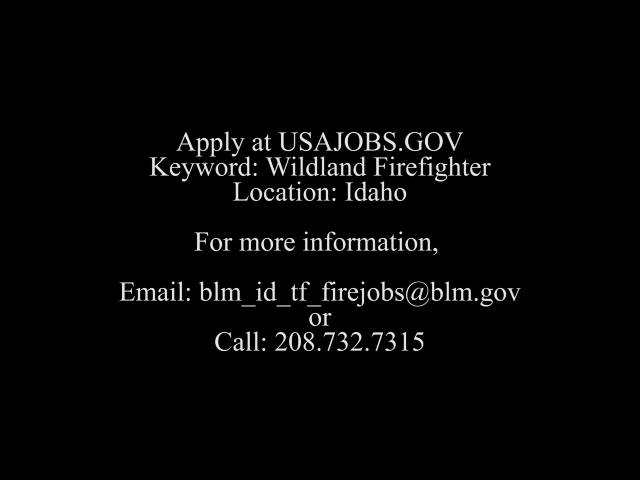 Apply at USAJOBS.GOV
Keyword: Wildland Firefighter
Location: Idaho
For more information,
Email: blm_id_tf_firejobs@blm.gov
or
Call: 208.732.7315